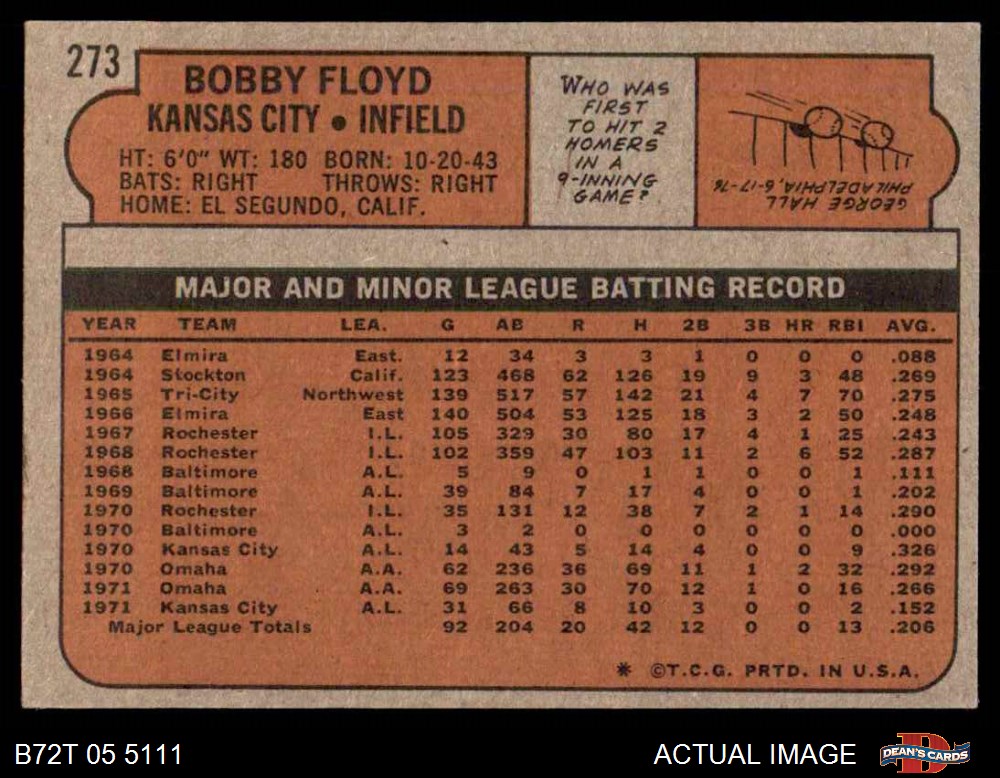 273
BOBBY FLOYD
KANSAS CITY • INFIELD
HT: 6'0" WT: 180 BORN: 10-20-43
BATS: RIGHT THROWS: RIGHT
HOME: EL SEGUNDO, CALIF.
WHO WAS
FIRST
TO HIT 2
HOMERS
IN A
9-INNING
GAME?
GEORGE HALL
PHILADELPHIA, 6-17-76
MAJOR AND MINOR LEAGUE BATTING RECORD
YEAR TEAM LEA. G AB R H 2B 3B HR RBI AVG.
1964 Elmira East. 12 34 3 3 1 0 0 0 .088
1964 Stockton Calif. 123 468 62 126 19 9 3 48 .269
1965 Tri-City Northwest 139 517 57 142 21 4 7 70 .275
1966 Elmira East 140 504 53 125 18 3 2 50 .248
1967 Rochester I.L. 105 329 30 80 17 4 1 25 .243
1968 Rochester I.L. 102 359 47 103 11 2 6 52 .287
1968 Baltimore A.L. 5 9 0 1 1 0 0 1 .111
1969 Baltimore A.L. 39 84 7 17 4 0 0 1 .202
1970 Rochester I.L. 35 131 12 38 7 2 1 14 .290
1970 Baltimore A.L. 3 2 0 0 0 0 0 0 .000
1970 Kansas City A.L. 14 43 5 14 4 0 0 9 .326
1970 Omaha A.A. 62 236 36 69 11 1 2 32 .292
1971 Omaha A.A. 69 263 30 70 12 1 0 16 .266
1971 Kansas City A.L. 31 66 8 10 3 0 0 2 .152
Major League Totals 92 204 20 42 12 0 0 13 .206
* ©T.C.G. PRTD. IN U.S.A.
B72T 05 5111
ACTUAL IMAGE
D
DEAN'S CARDS